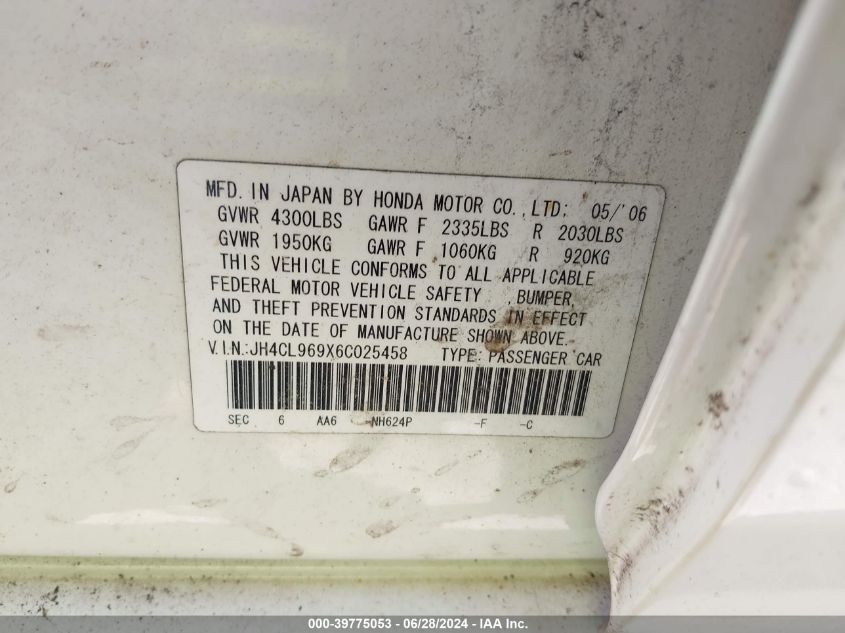 MFD. IN JAPAN BY HONDA MOTOR CO., LTD; 05/'06
GVWR 4300LBS GAWR F 2335LBS R 2030LBS
GVWR 1950KG GAWR F 1060KG R 920KG
THIS VEHICLE CONFORMS TO ALL APPLICABLE
FEDERAL MOTOR VEHICLE SAFETY , BUMPER,
AND THEFT PREVENTION STANDARDS IN EFFECT
ON THE DATE OF MANUFACTURE SHOWN ABOVE.
V.I.N.:JH4CL969X6C025458 TYPE: PASSENGER CAR
SEC 6 AA6 NH624P -F -C
000-39775053 - 06/28/2024 - IAA Inc.